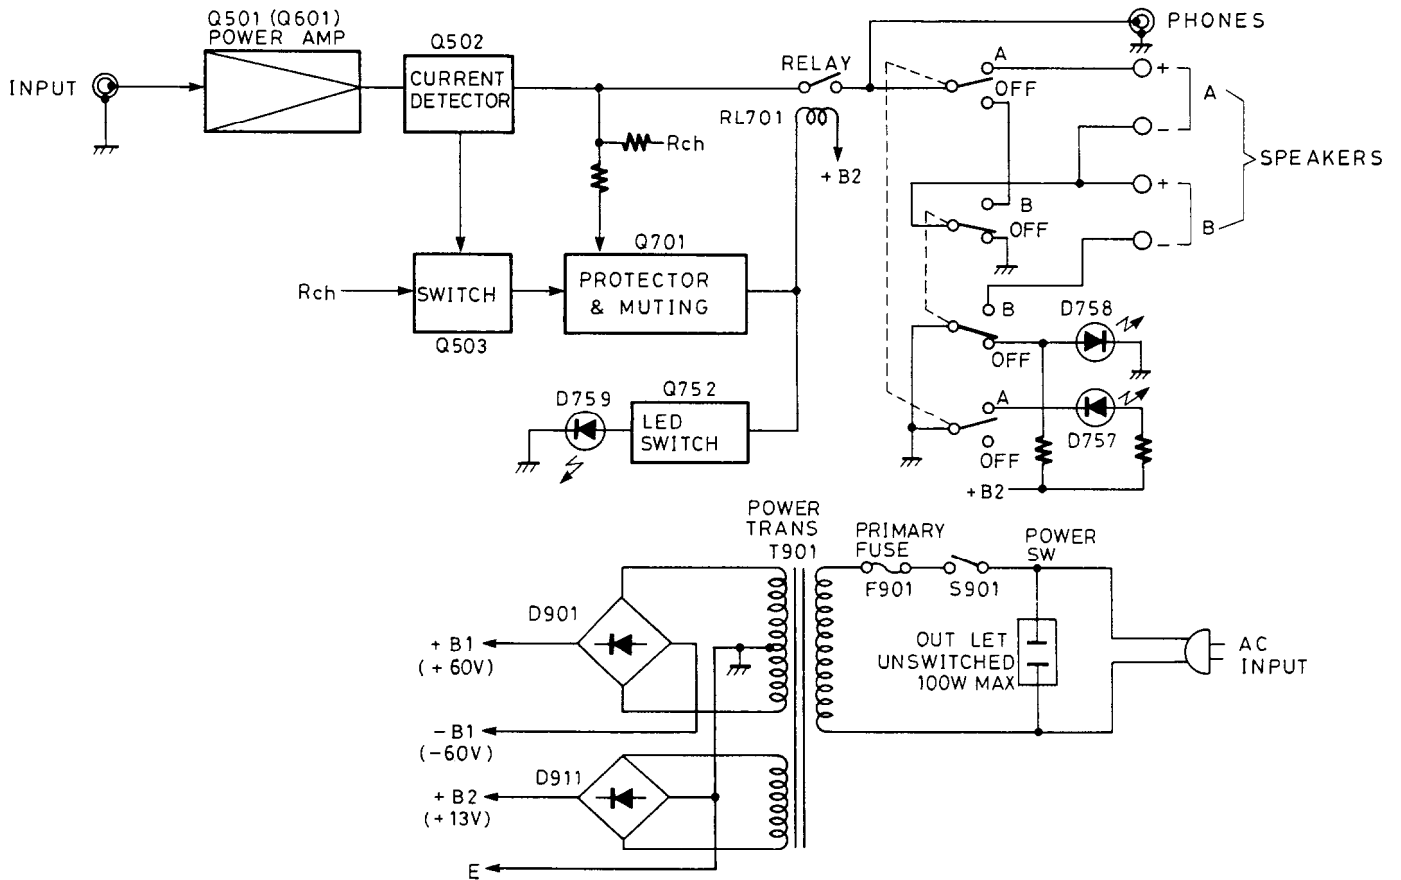 Q501 (Q601)
POWER AMP
INPUT
Q502
CURRENT
DETECTOR
RELAY
RL701
+B2
Rch
PHONES
A
OFF
+
A
-
SPEAKERS
B
OFF
+
B
-
Rch
SWITCH
Q503
Q701
PROTECTOR
& MUTING
B
OFF
D758
D759
Q752
LED
SWITCH
A
OFF
D757
+B2
POWER
TRANS
T901
PRIMARY
FUSE
F901
S901
POWER
SW
D901
+B1
(+60V)
OUT LET
UNSWITCHED
100W MAX
AC
INPUT
-B1
(-60V)
D911
+B2
(+13V)
E